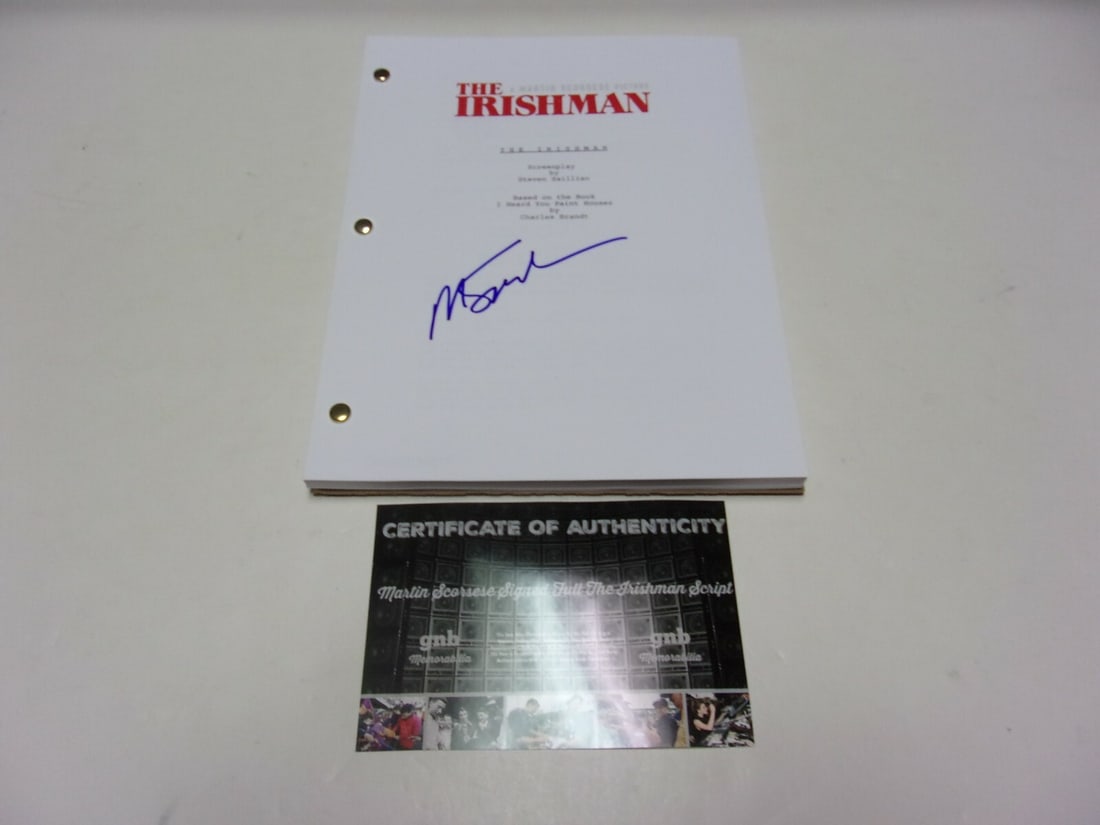 THE A MARTIN SCORSESE PICTURE
IRISHMAN
THE IRISHMAN
Screenplay
by
Steven Zaillian
Based on the Book
I Heard You Paint Houses
by
Charles Brandt
CERTIFICATE OF AUTHENTICITY
Martin Scorsese Signed Full The Irishman Script
gnb
Memorabilia
gnb
Memorabilia